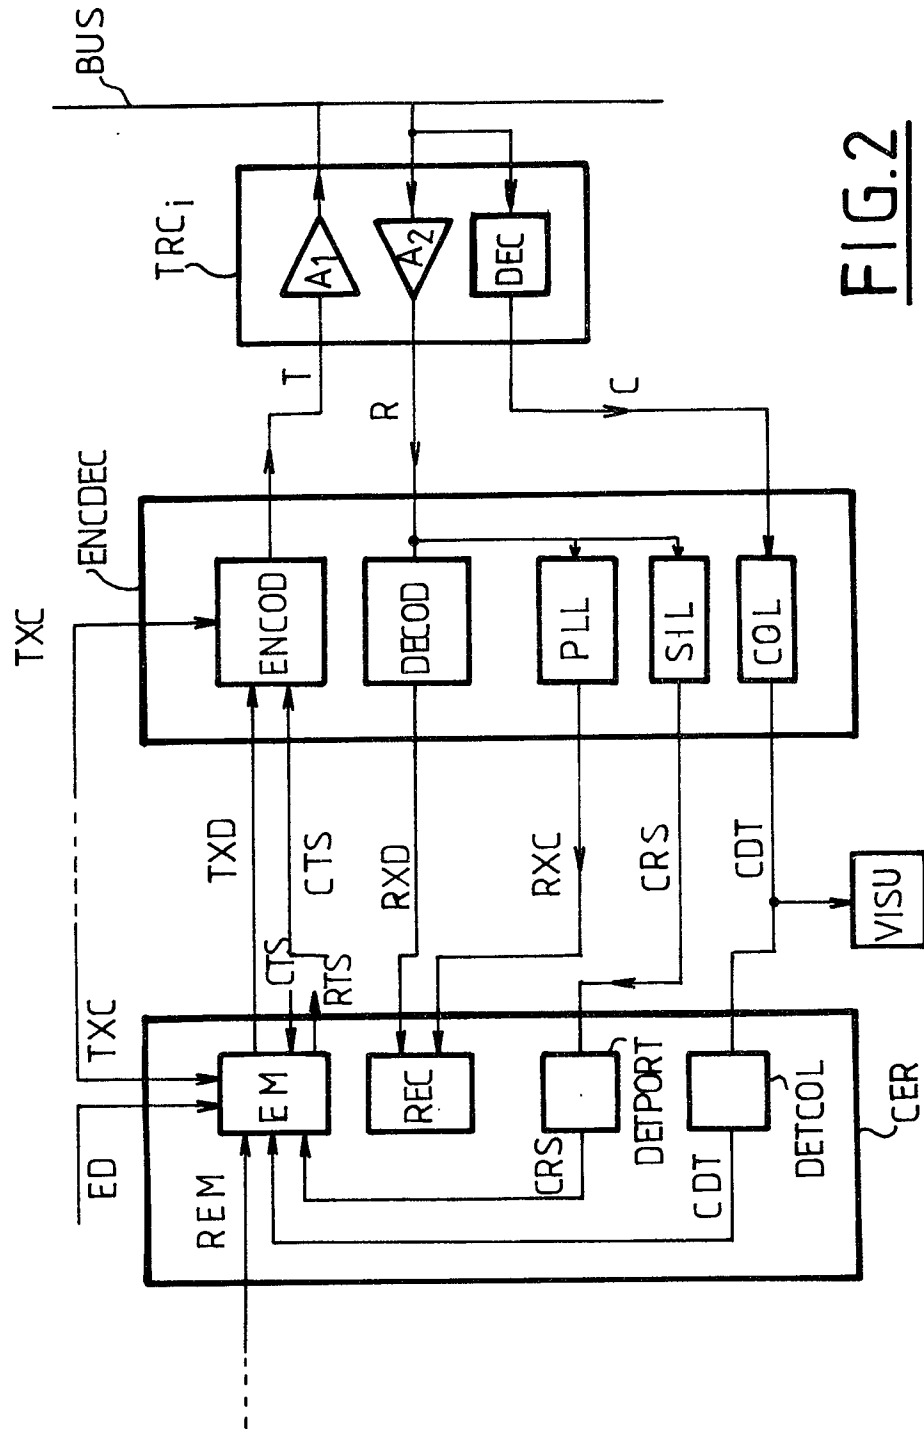 BUS
TRCi
A1
A2
DEC
T
R
C
ENCDEC
TXC
ENCOD
DECOD
PLL
SIL
COL
TXD
CTS
RXD
RXC
CRS
CDT
VISU
TXC
CTS
RTS
ED
REM
EM
REC
DETPORT
CRS
DETCOL
CDT
CER
FIG.2